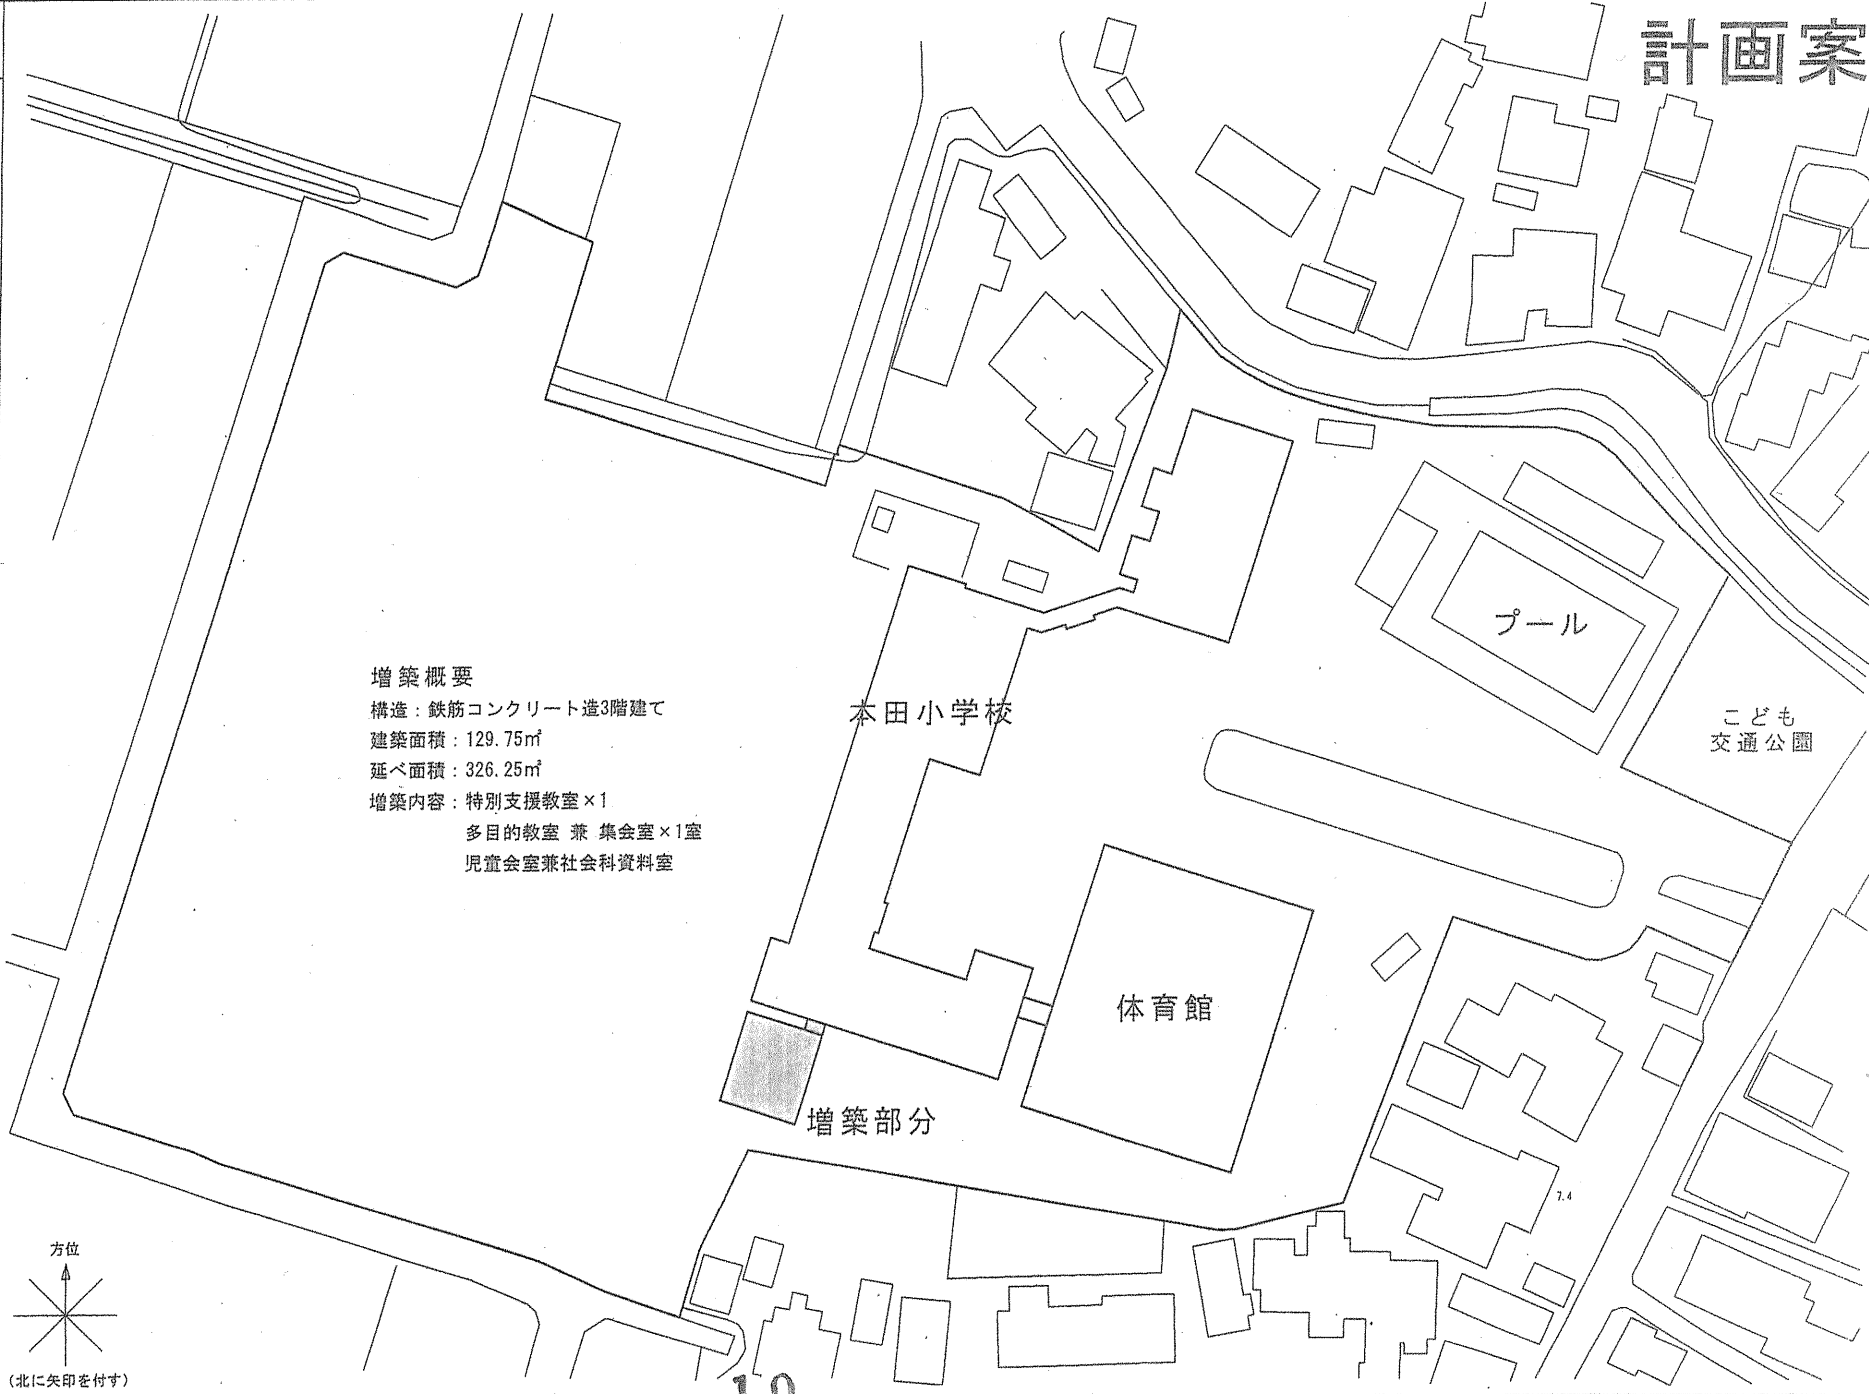 計画案
プール
増築概要
構造：鉄筋コンクリート造3階建て
建築面積：129.75㎡
延べ面積：326.25㎡
増築内容：特別支援教室×1
多目的教室 兼 集会室×1室
児童会室兼社会科資料室
本田小学校
こども
交通公園
体育館
増築部分
7.4
方位
(北に矢印を付す)
10